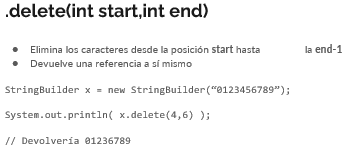 .delete(int start,int end)
● Elimina los caracteres desde la posición start hasta la end-1
● Devuelve una referencia a sí mismo
StringBuilder x = new StringBuilder(“0123456789”);
System.out.println( x.delete(4,6) );
// Devolvería 01236789